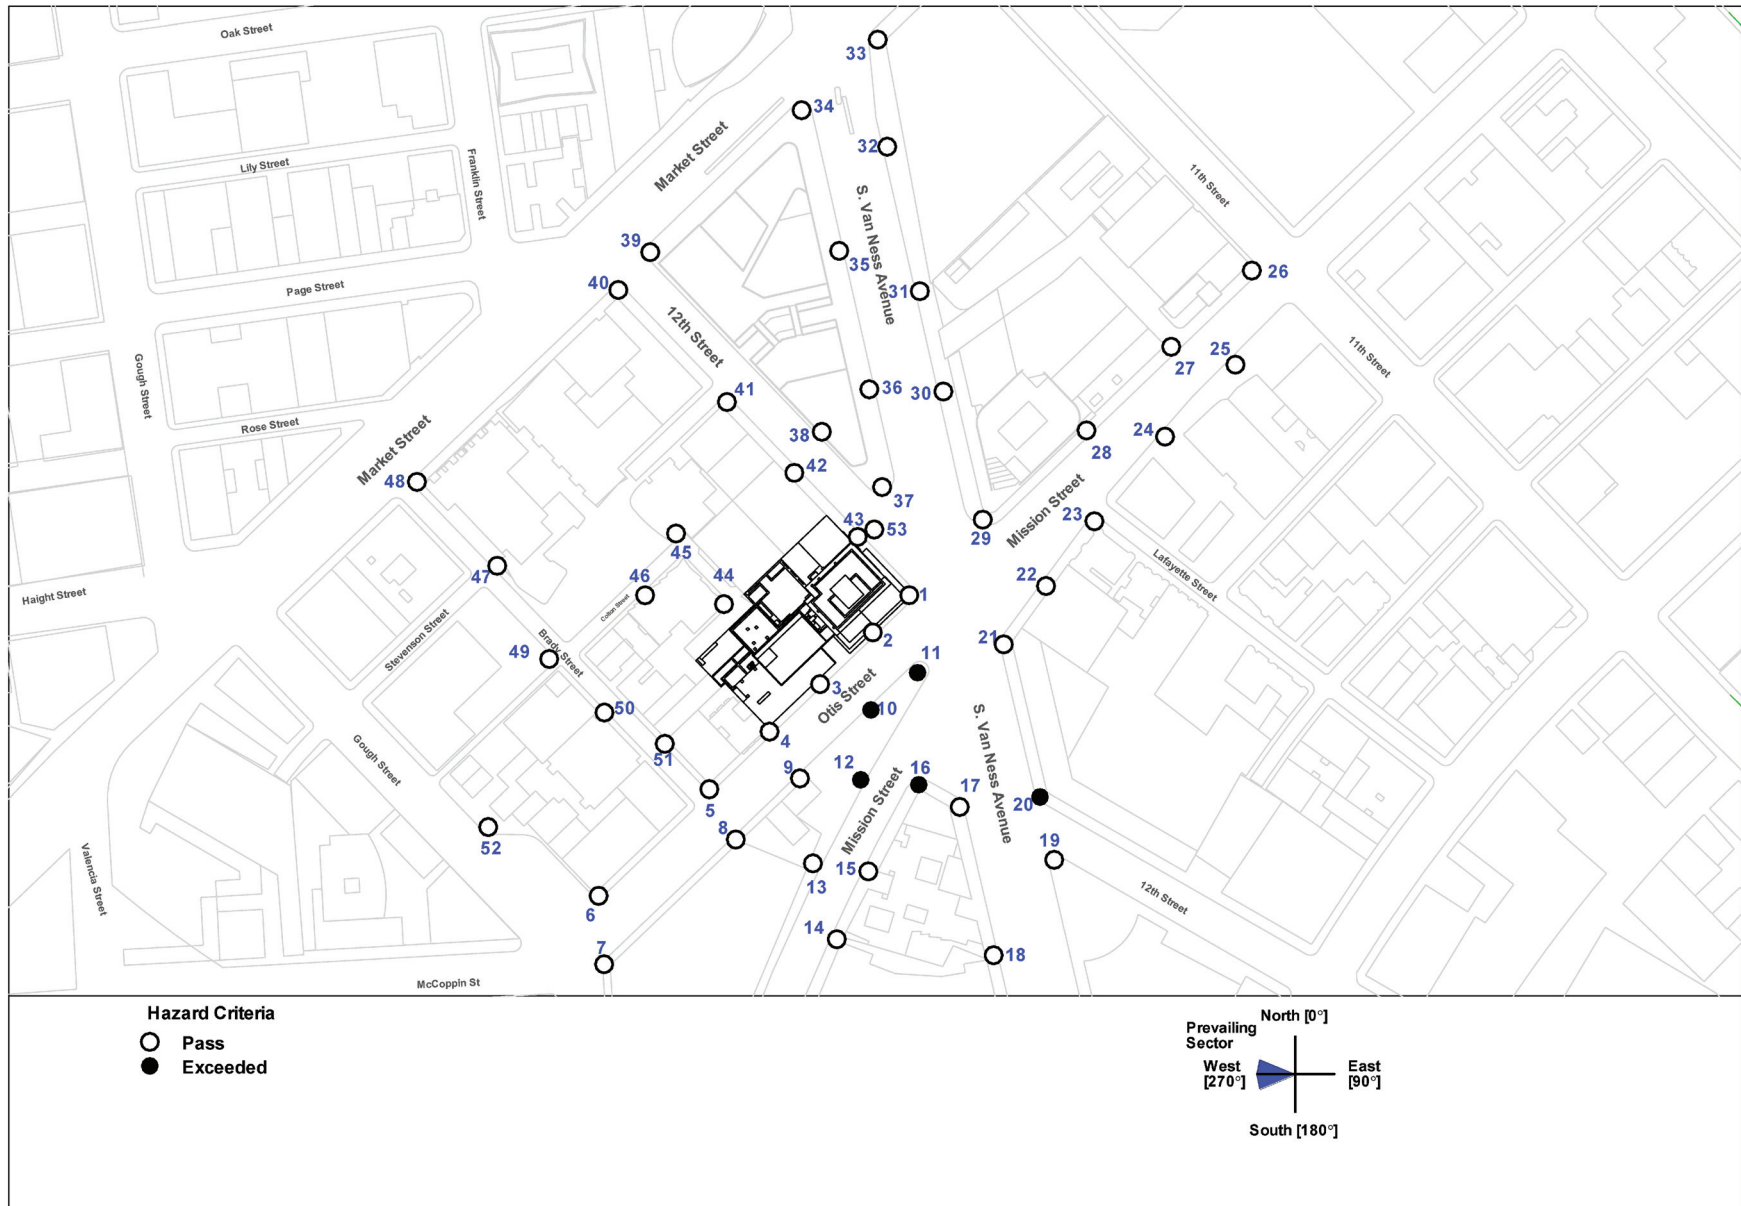 Oak Street
33
34
Market Street
32
Lily Street
Franklin Street
11th Street
S. Van Ness Avenue
39
35
26
40
Page Street
31
12th Street
27
25
11th Street
Gough Street
36
30
41
Rose Street
38
28
24
Market Street
42
48
37
Mission Street
43
53
29
23
45
47
Lafayette Street
22
46
44
Haight Street
Colton Street
1
Stevenson Street
2
21
49
Brady Street
11
3
Otis Street
50
10
4
S. Van Ness Avenue
51
Gough Street
9
12
16
17
5
20
8
Mission Street
52
19
Valencia Street
15
13
12th Street
6
14
7
18
McCoppin St
Hazard Criteria
Pass
Exceeded
North [0°]
Prevailing
Sector
West
[270°]
East
[90°]
South [180°]